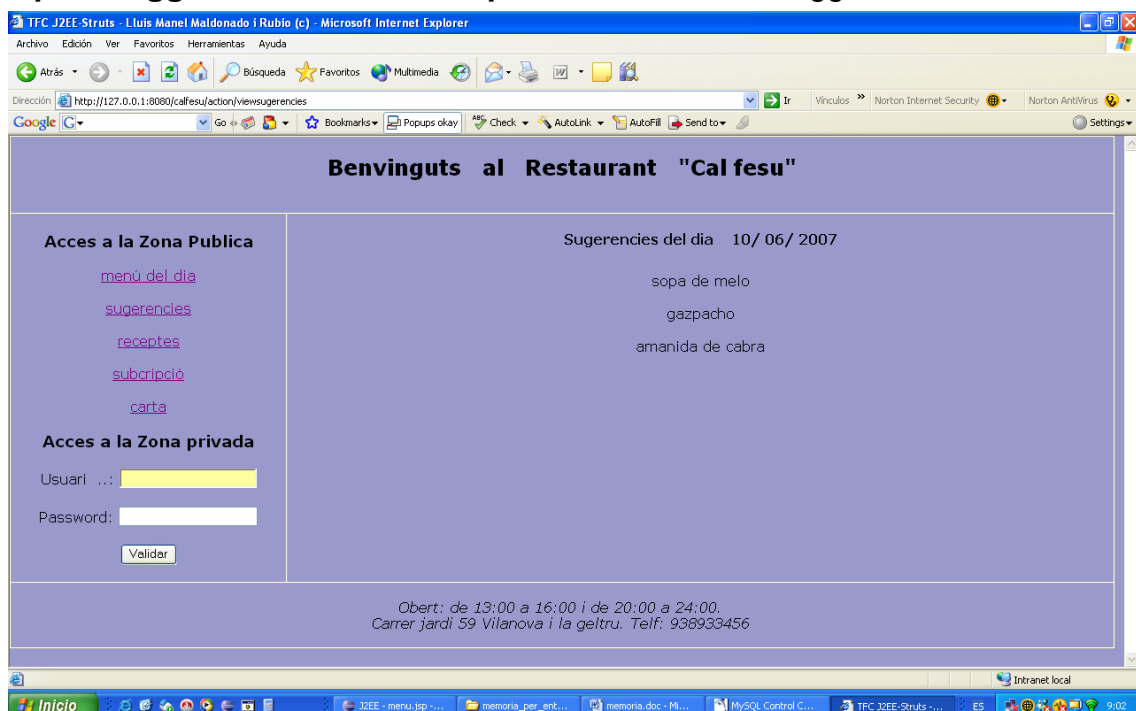 TFC J2EE-Struts - Lluis Manel Maldonado i Rubio (c) - Microsoft Internet Explorer
Archivo Edición Ver Favoritos Herramientas Ayuda
Atrás Búsqueda Favoritos Multimedia
Dirección http://127.0.0.1:8080/calfesu/action/viewsugerencies Ir Vínculos » Norton Internet Security Norton AntiVirus
Google G Go Bookmarks Popups okay Check AutoLink AutoFill Send to Settings
Benvinguts al Restaurant "Cal fesu"
Acces a la Zona Publica
menú del dia
sugerencies
receptes
subcripció
carta
Acces a la Zona privada
Usuari ..:
Password:
Validar
Sugerencies del dia 10/ 06/ 2007
sopa de melo
gazpacho
amanida de cabra
Obert: de 13:00 a 16:00 i de 20:00 a 24:00.
Carrer jardi 59 Vilanova i la geltru. Telf: 938933456
Intranet local
Inicio J2EE - menu.jsp -... memoria_per_ent... memoria.doc - Mi... MySQL Control C... TFC J2EE-Struts -... ES 9:02